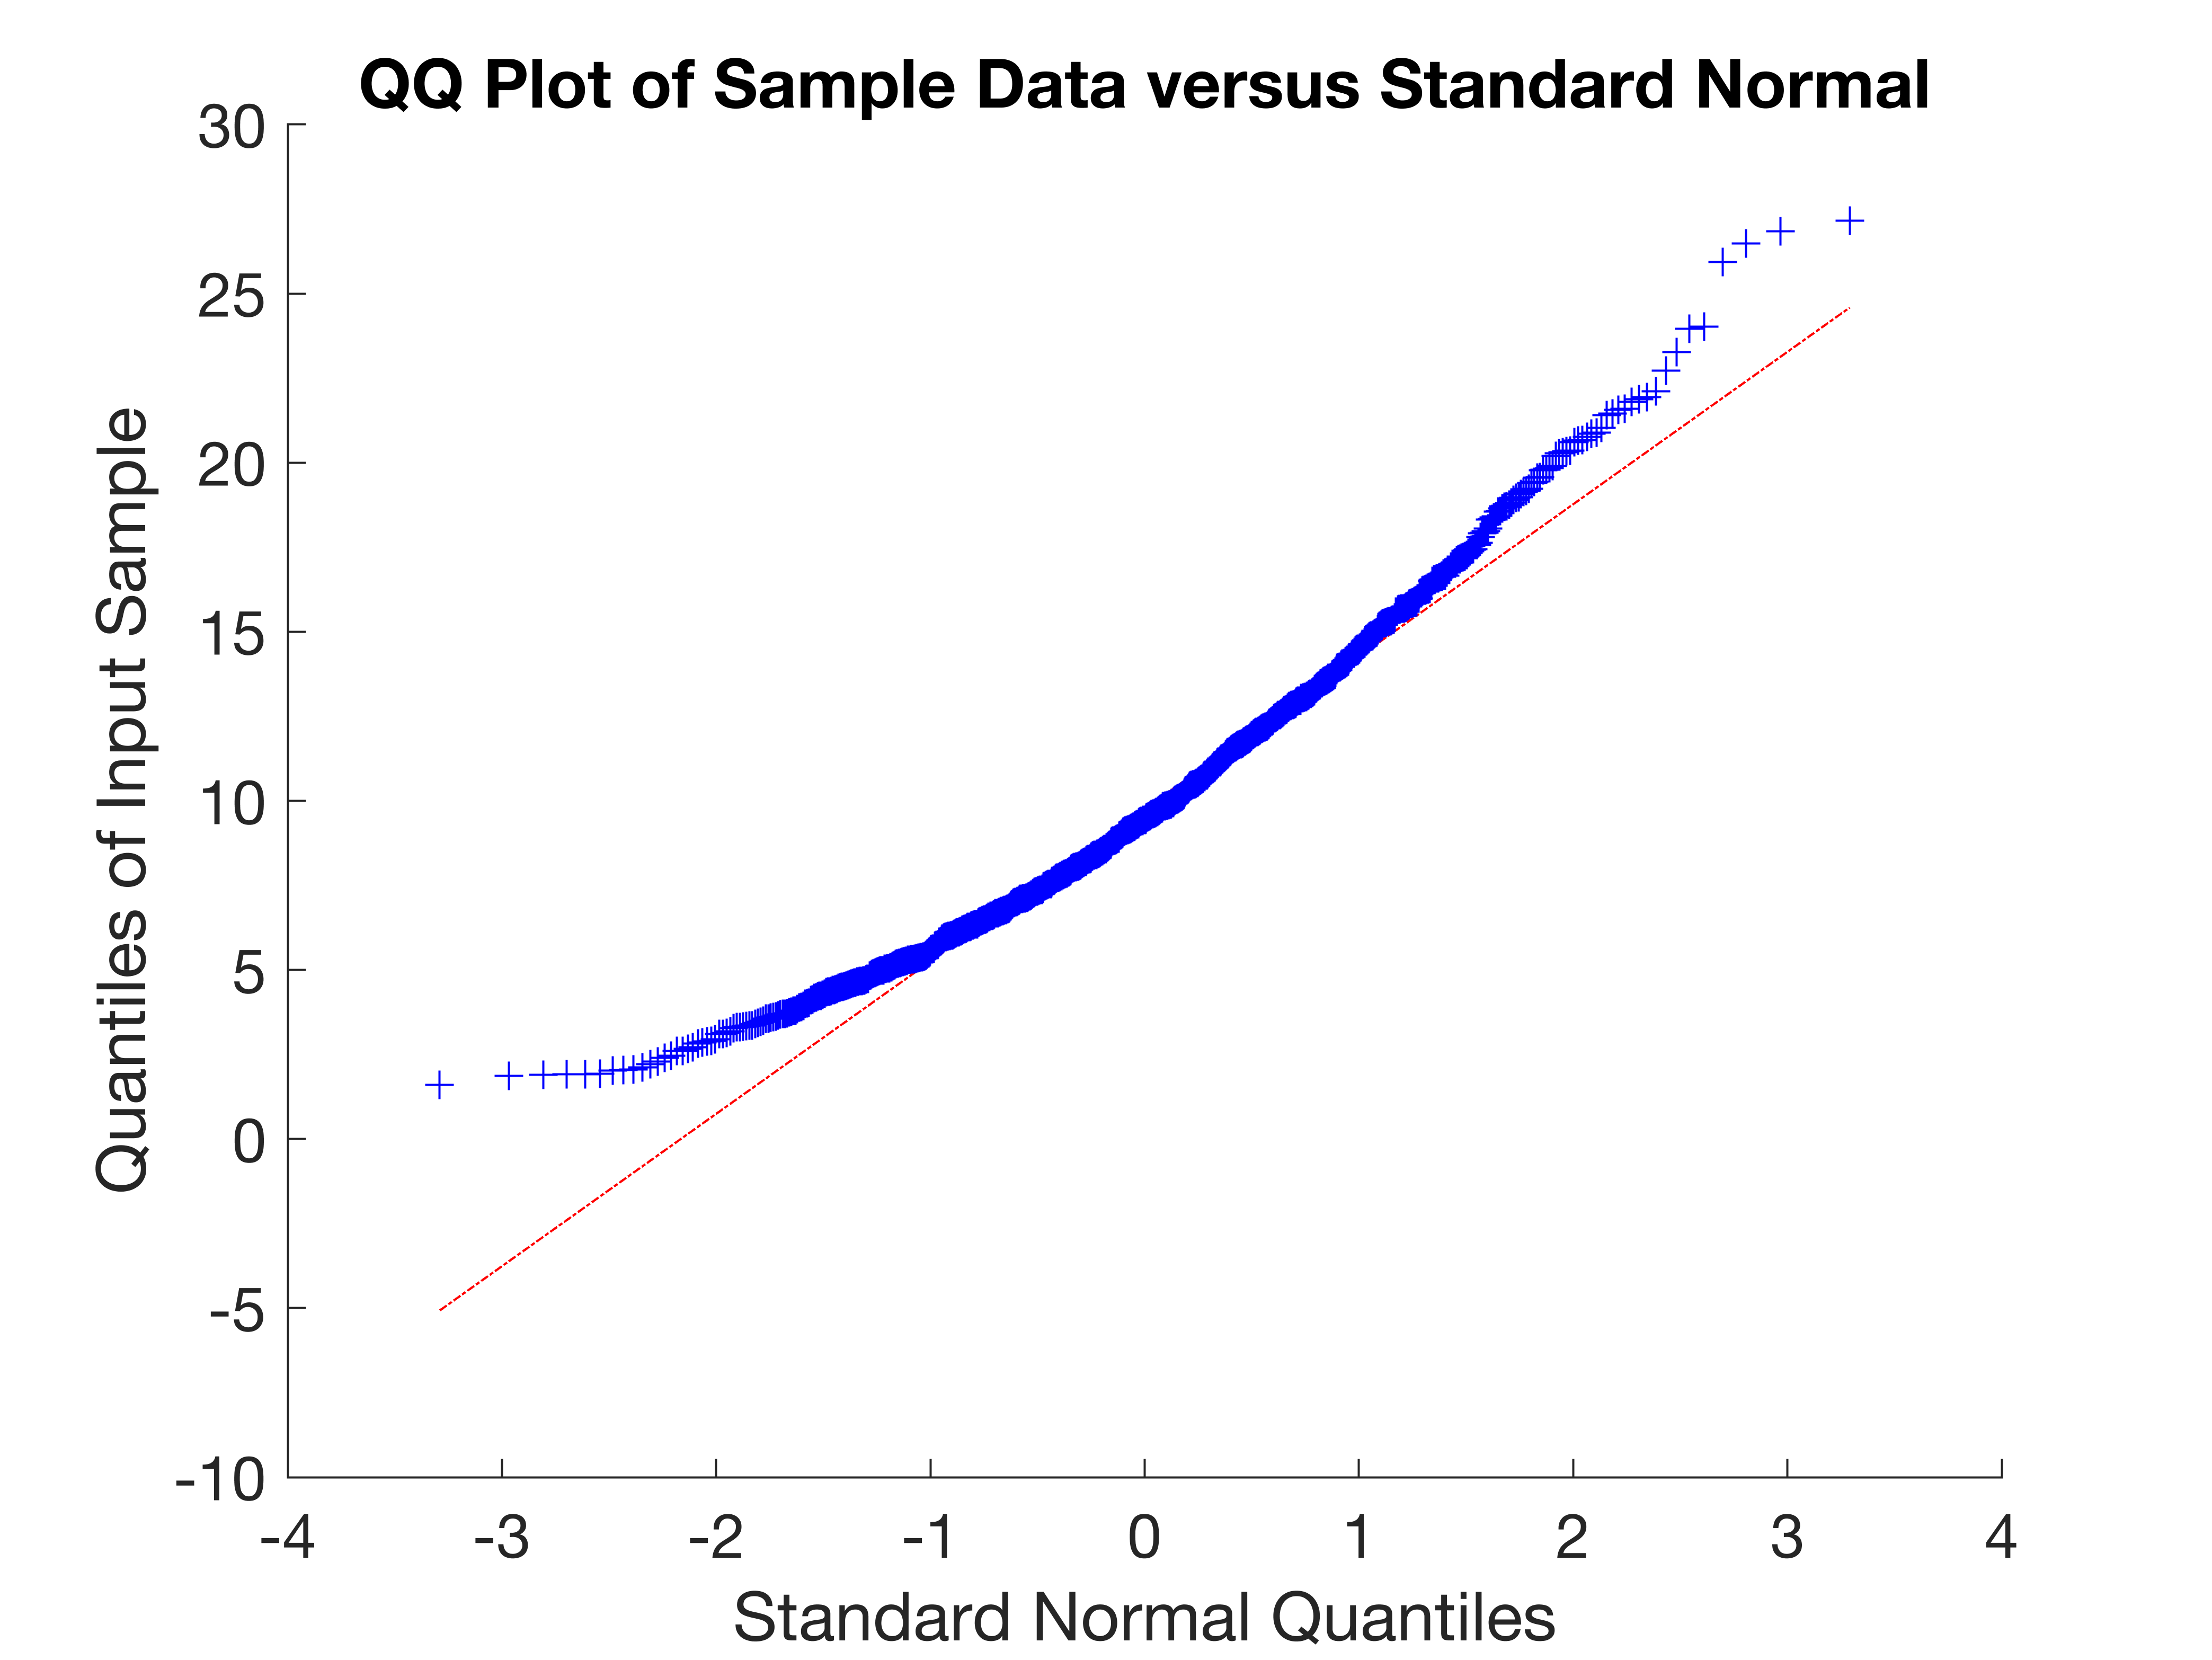 QQ Plot of Sample Data versus Standard Normal
30
25
20
15
10
5
0
-5
-10
Quantiles of Input Sample
-4 -3 -2 -1 0 1 2 3 4
Standard Normal Quantiles